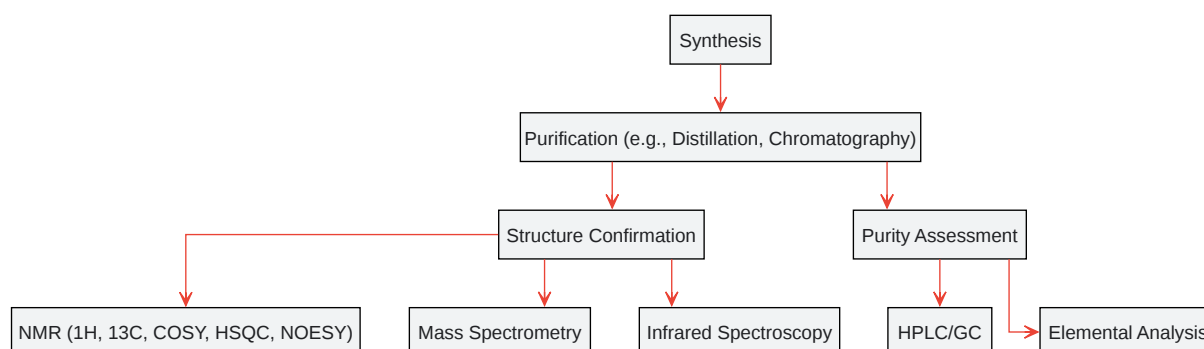 Synthesis
Purification (e.g., Distillation, Chromatography)
Structure Confirmation
Purity Assessment
NMR (1H, 13C, COSY, HSQC, NOESY)
Mass Spectrometry
Infrared Spectroscopy
HPLC/GC
Elemental Analysis